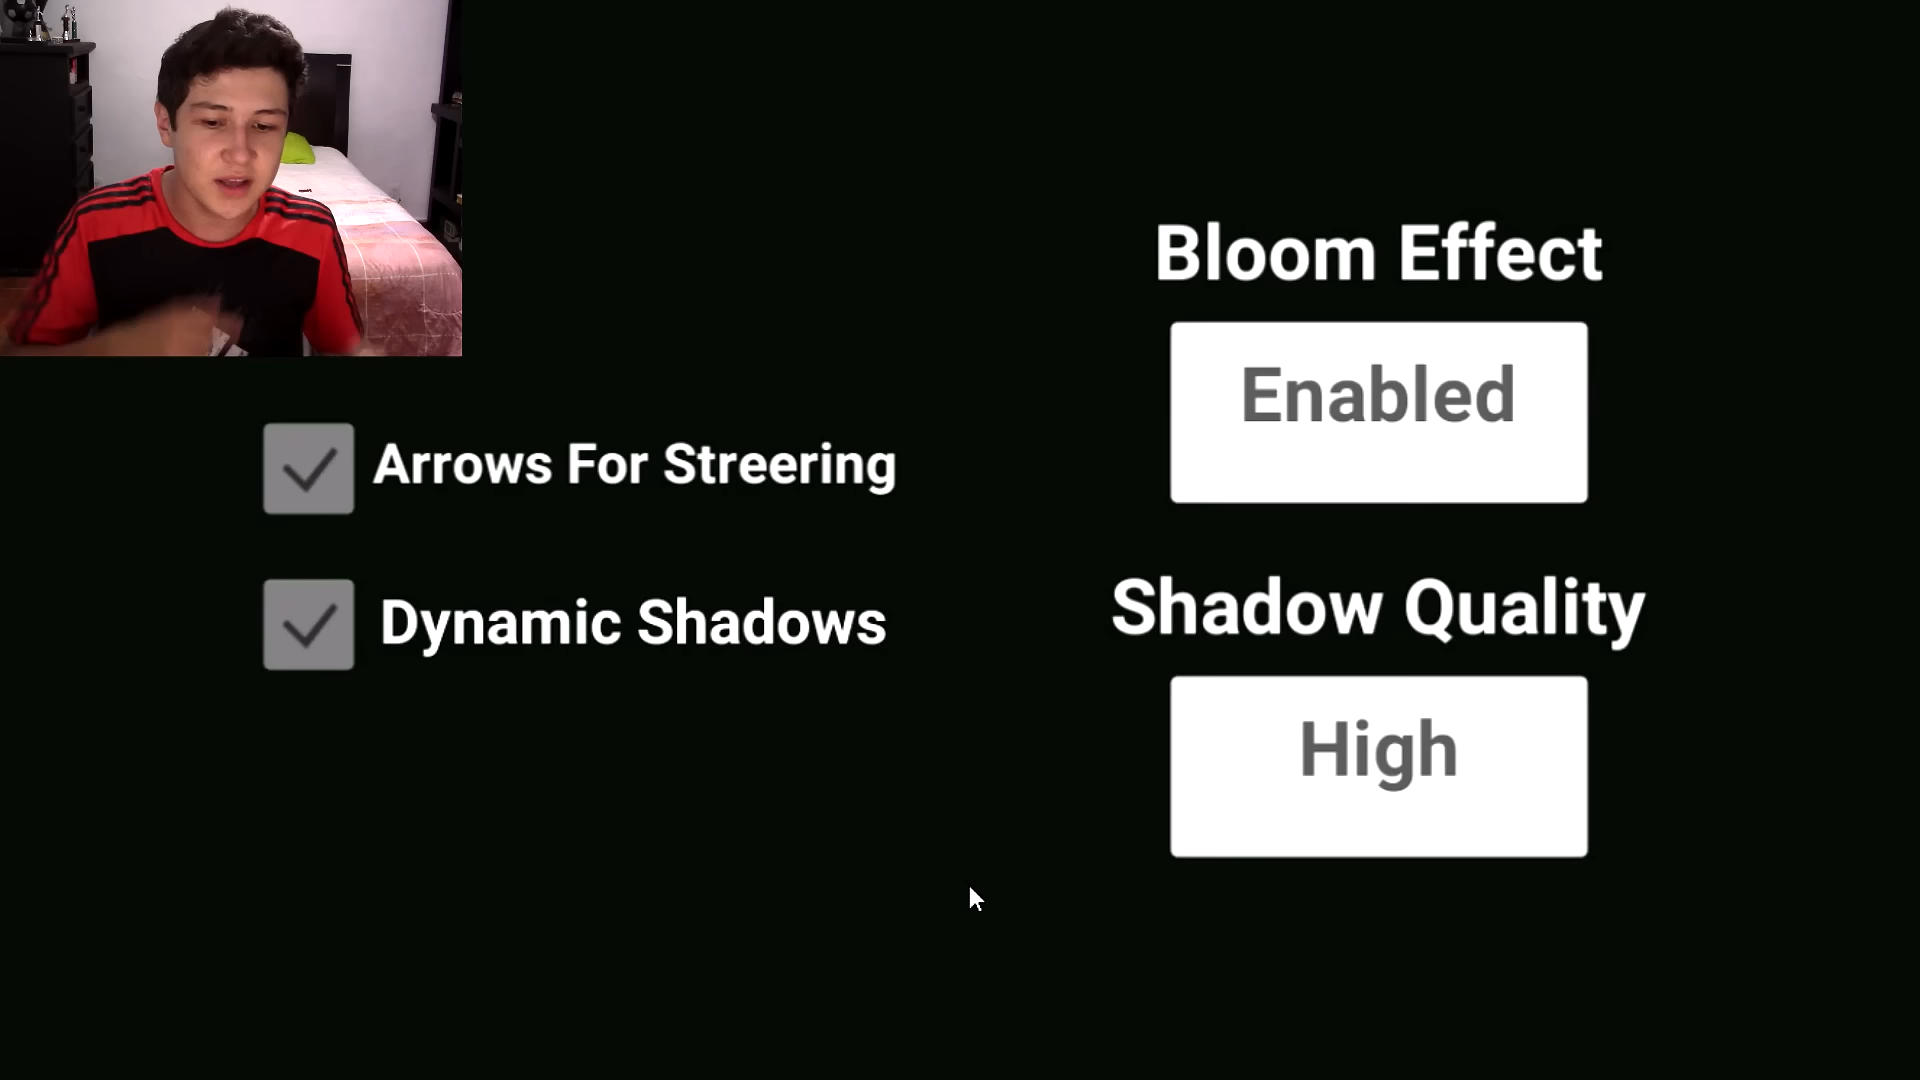 Arrows For Streering
Dynamic Shadows
Bloom Effect
Enabled
Shadow Quality
High